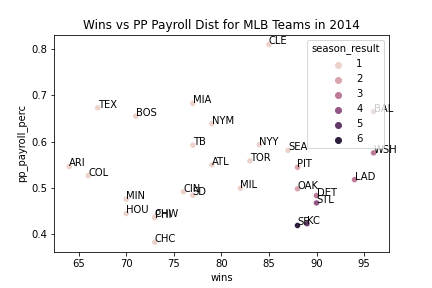 Wins vs PP Payroll Dist for MLB Teams in 2014
CLE
season_result
1
2
3
4
5
6
0.8
0.7
0.6
0.5
0.4
pp_payroll_perc
TEX
BOS
MIA
NYM
BAL
TB
NYY
SEA
WSH
ARI
COL
ATL
TOR
PIT
LAD
MIN
CIN
SD
MIL
OAK
DET
STL
HOU
CHC
KC
65
70
75
80
85
90
95
wins